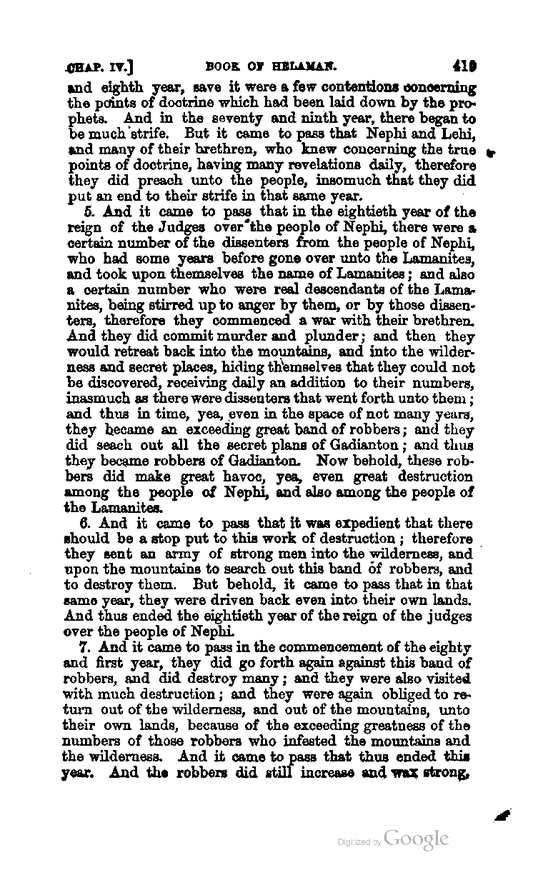 CHAP. IV.] BOOK OF HELAMAN. 419
and eighth year, save it were a few contentions concerning
the points of doctrine which had been laid down by the pro-
phets. And in the seventy and ninth year, there began to
be much strife. But it came to pass that Nephi and Lehi,
and many of their brethren, who knew concerning the true
points of doctrine, having many revelations daily, therefore
they did preach unto the people, insomuch that they did
put an end to their strife in that same year.
5. And it came to pass that in the eightieth year of the
reign of the Judges over the people of Nephi, there were a
certain number of the dissenters from the people of Nephi,
who had some years before gone over unto the Lamanites,
and took upon themselves the name of Lamanites; and also
a certain number who were real descendants of the Lama-
nites, being stirred up to anger by them, or by those dissen-
ters, therefore they commenced a war with their brethren.
And they did commit murder and plunder; and then they
would retreat back into the mountains, and into the wilder-
ness and secret places, hiding themselves that they could not
be discovered, receiving daily an addition to their numbers,
inasmuch as there were dissenters that went forth unto them;
and thus in time, yea, even in the space of not many years,
they became an exceeding great band of robbers; and they
did seach out all the secret plans of Gadianton; and thus
they became robbers of Gadianton. Now behold, these rob-
bers did make great havoc, yea, even great destruction
among the people of Nephi, and also among the people of
the Lamanites.
6. And it came to pass that it was expedient that there
should be a stop put to this work of destruction; therefore
they sent an army of strong men into the wilderness, and
upon the mountains to search out this band of robbers, and
to destroy them. But behold, it came to pass that in that
same year, they were driven back even into their own lands.
And thus ended the eightieth year of the reign of the judges
over the people of Nephi.
7. And it came to pass in the commencement of the eighty
and first year, they did go forth again against this band of
robbers, and did destroy many; and they were also visited
with much destruction; and they were again obliged to re-
turn out of the wilderness, and out of the mountains, unto
their own lands, because of the exceeding greatness of the
numbers of those robbers who infested the mountains and
the wilderness. And it came to pass that thus ended this
year. And the robbers did still increase and wax strong,
Digitized by Google